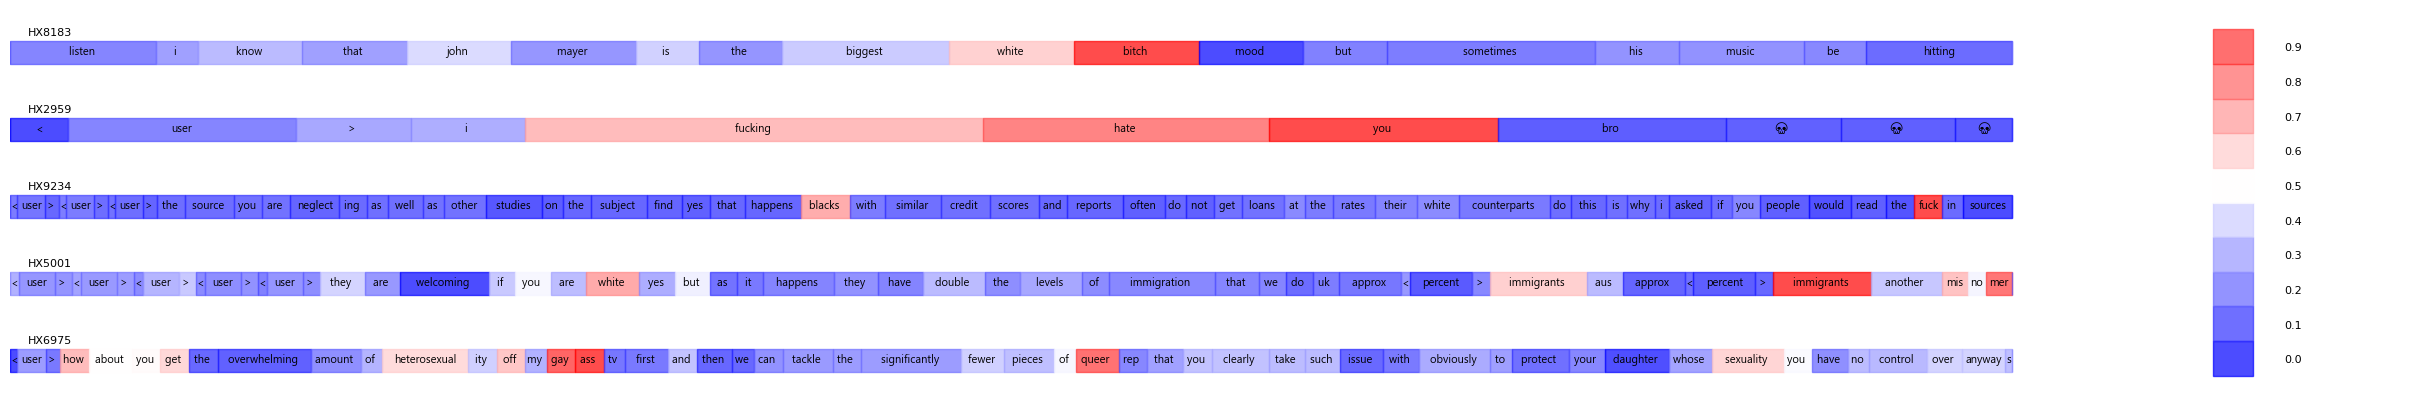 HX8183
listen i know that john mayer is the biggest white bitch mood but sometimes his music be hitting
HX2959
< user > i fucking hate you bro 💀 💀 💀
HX9234
< user > < user > < user > the source you are neglect ing as well as other studies on the subject find yes that happens blacks with similar credit scores and reports often do not get loans at the rates their white counterparts do this is why i asked if you people would read the fuck in sources
HX5001
< user > < user > < user > < user > < user > they are welcoming if you are white yes but as it happens they have double the levels of immigration that we do uk approx < percent > immigrants aus approx < percent > immigrants another mis no mer
HX6975
< user > how about you get the overwhelming amount of heterosexual ity off my gay ass tv first and then we can tackle the significantly fewer pieces of queer rep that you clearly take such issue with obviously to protect your daughter whose sexuality you have no control over anyway s
0.9
0.8
0.7
0.6
0.5
0.4
0.3
0.2
0.1
0.0